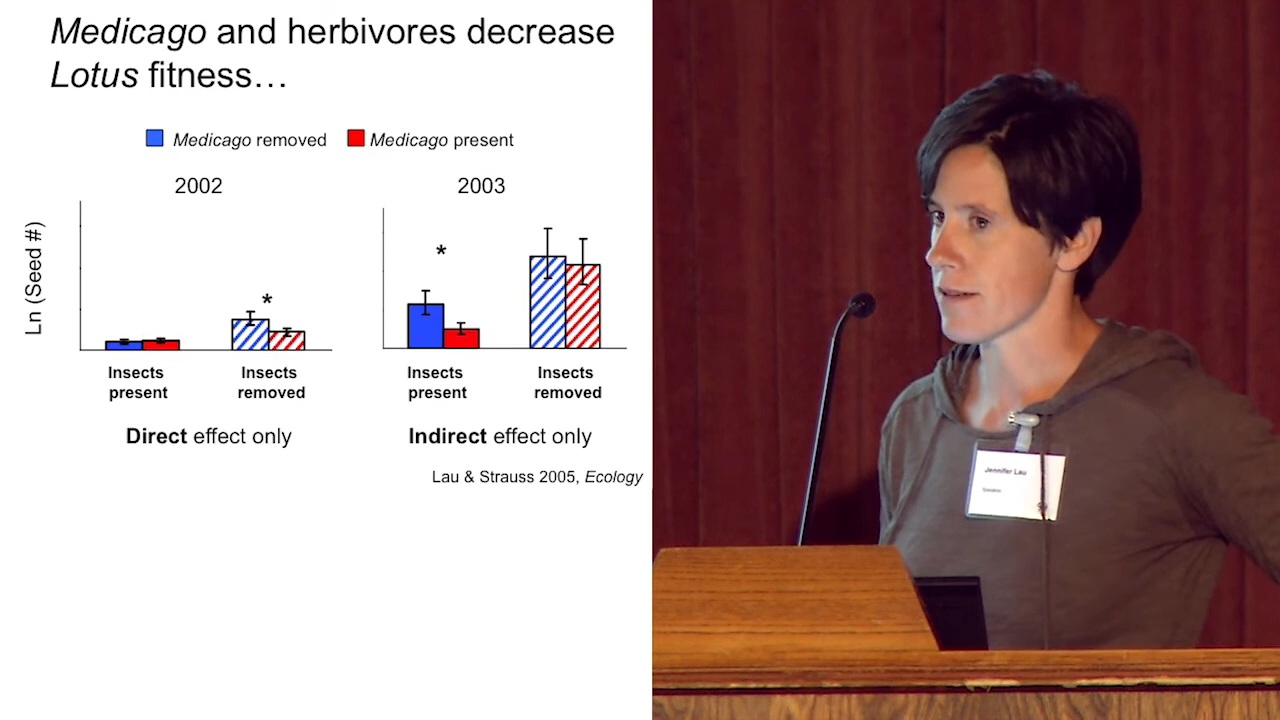 Medicago and herbivores decrease
Lotus fitness…
Medicago removed
Medicago present
2002
2003
Ln (Seed #)
*
*
Insects
present
Insects
removed
Insects
present
Insects
removed
Direct effect only
Indirect effect only
Lau & Strauss 2005, Ecology
Jennifer Lau